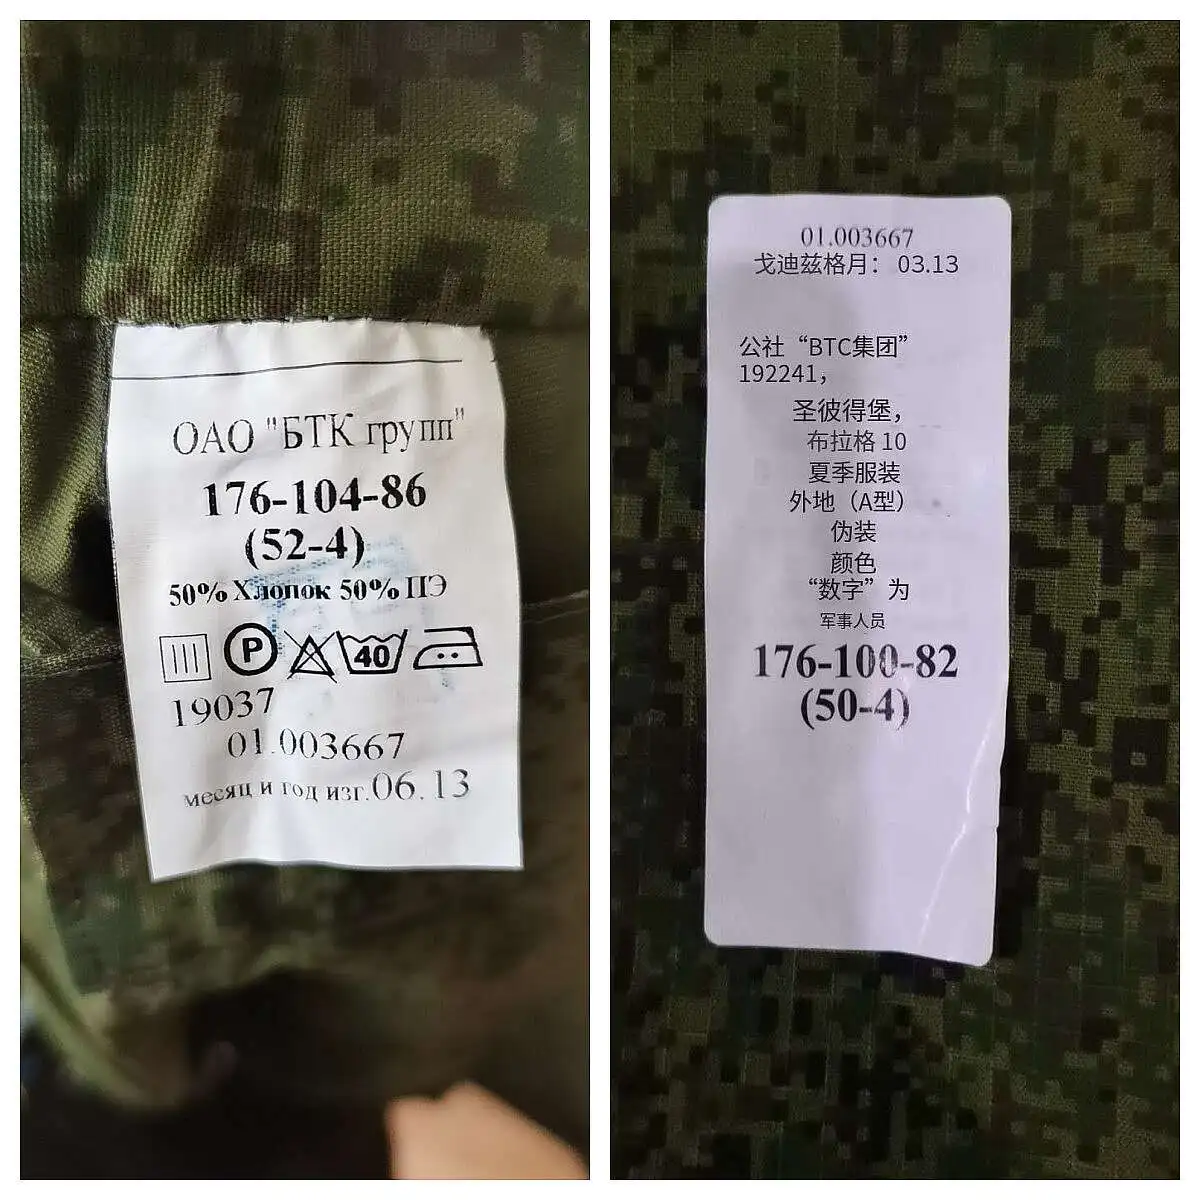 ОАО "БТК групп"
176-104-86
(52-4)
50% Хлопок 50% ПЭ
P
40
19037
01.003667
месяц и год изг.06.13
01.003667
戈迪兹格月： 03.13
公社“BTC集团”
192241，
圣彼得堡，
布拉格 10
夏季服装
外地（A型）
伪装
颜色
“数字”为
军事人员
176-100-82
(50-4)